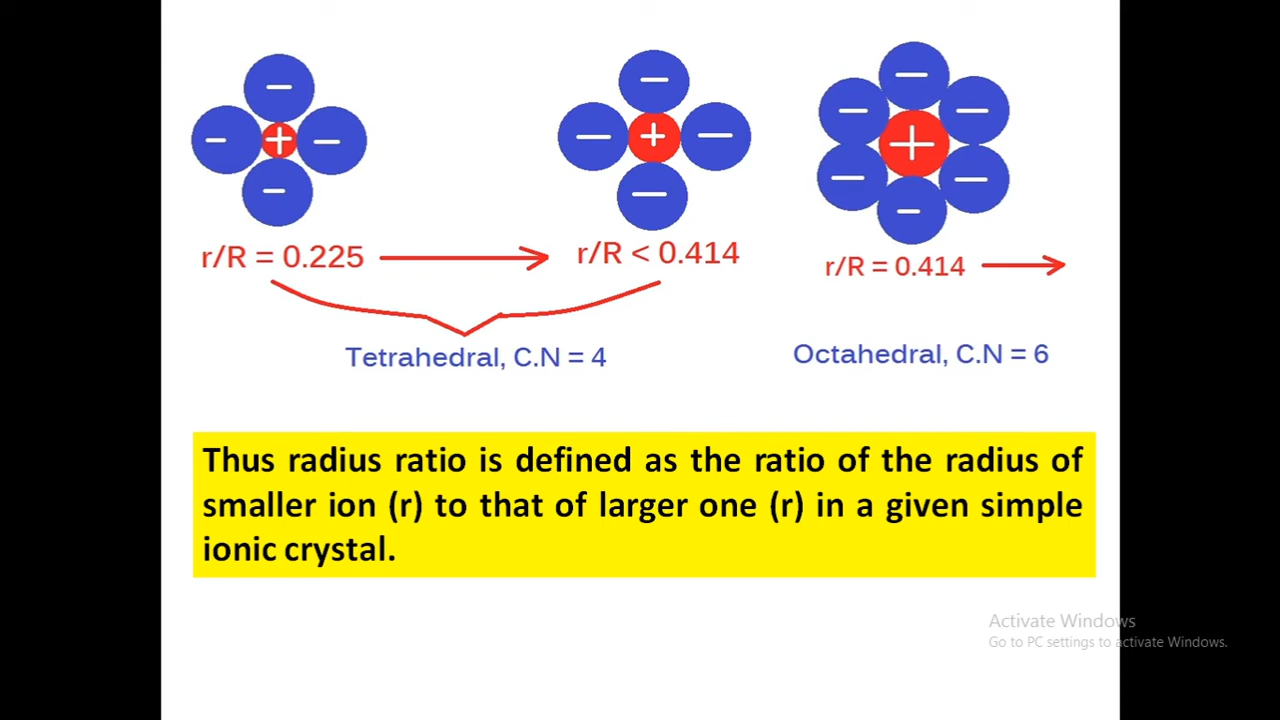 − − −
− + − − + − − −
+
− − − −
− −
r/R = 0.225 r/R < 0.414 r/R = 0.414
Tetrahedral, C.N = 4 Octahedral, C.N = 6
Thus radius ratio is defined as the ratio of the radius of
smaller ion (r) to that of larger one (r) in a given simple
ionic crystal.
Activate Windows
Go to PC settings to activate Windows.